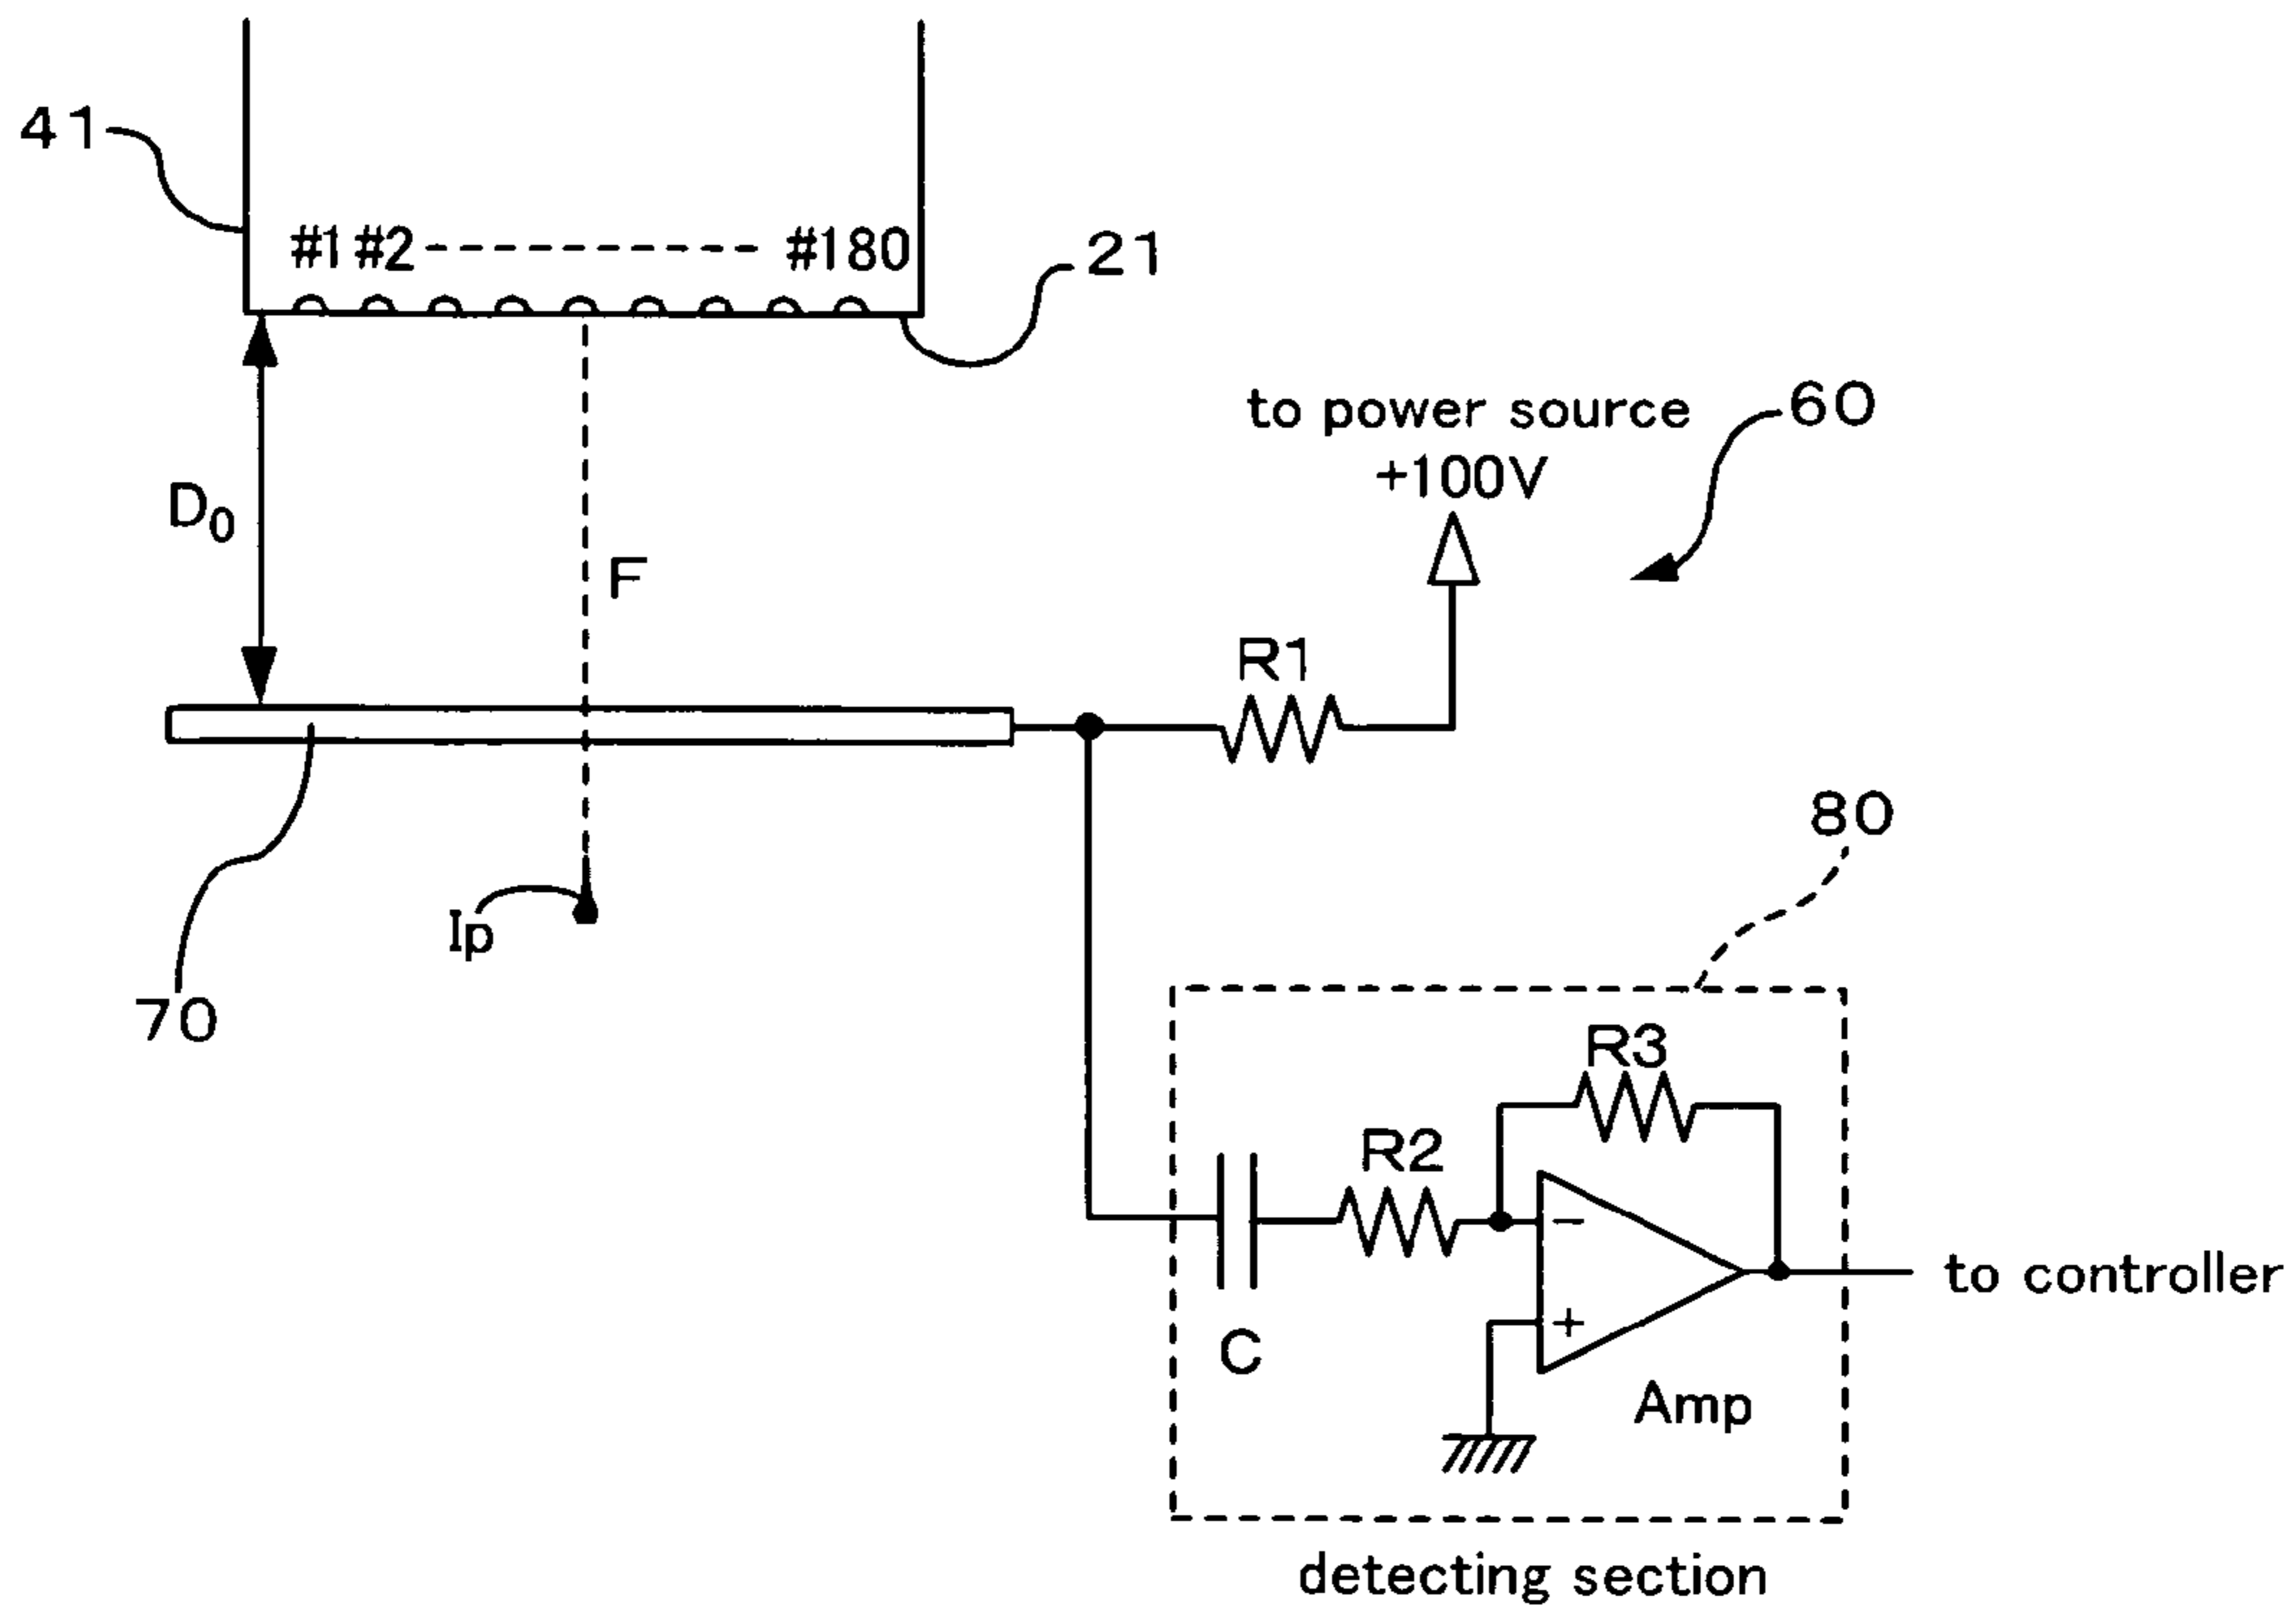 41
#1 #2 #180
21
to power source
+100V
60
D0
F
R1
Ip
70
80
R3
R2
−
+
C
Amp
to controller
detecting section